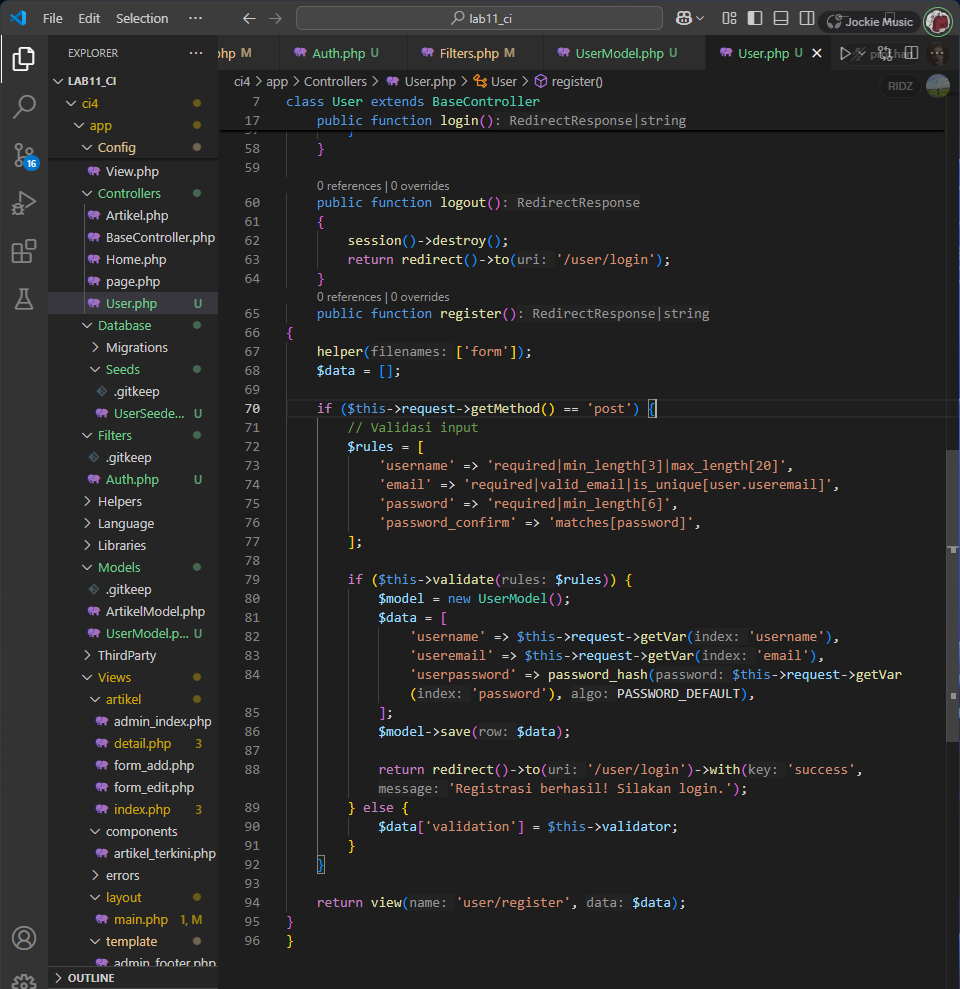 File Edit Selection ··· lab11_ci Jockie Music
EXPLORER ···
hp M Auth.php U Filters.php M UserModel.php U User.php U
RIDZ
ci4 > app > Controllers > User.php > User > register()
LAB11_CI
ci4
app
Config
View.php
Controllers
Artikel.php
BaseController.php
Home.php
page.php
User.php U
Database
Migrations
Seeds
.gitkeep
UserSeede... U
Filters
.gitkeep
Auth.php U
Helpers
Language
Libraries
Models
.gitkeep
ArtikelModel.php
UserModel.p... U
ThirdParty
Views
artikel
admin_index.php
detail.php 3
form_add.php
form_edit.php
index.php 3
components
artikel_terkini.php
errors
layout
main.php 1, M
template
admin_footer.php
OUTLINE
16
7 class User extends BaseController
17 public function login(): RedirectResponse|string
57 }
58 }
59
0 references | 0 overrides
60 public function logout(): RedirectResponse
61 {
62 session()->destroy();
63 return redirect()->to(uri: '/user/login');
64 }
0 references | 0 overrides
65 public function register(): RedirectResponse|string
66 {
67 helper(filenames: ['form']);
68 $data = [];
69
70 if ($this->request->getMethod() == 'post') {
71 // Validasi input
72 $rules = [
73 'username' => 'required|min_length[3]|max_length[20]',
74 'email' => 'required|valid_email|is_unique[user.useremail]',
75 'password' => 'required|min_length[6]',
76 'password_confirm' => 'matches[password]',
77 ];
78
79 if ($this->validate(rules: $rules)) {
80 $model = new UserModel();
81 $data = [
82 'username' => $this->request->getVar(index: 'username'),
83 'useremail' => $this->request->getVar(index: 'email'),
84 'userpassword' => password_hash(password: $this->request->getVar
(index: 'password'), algo: PASSWORD_DEFAULT),
85 ];
86 $model->save(row: $data);
87
88 return redirect()->to(uri: '/user/login')->with(key: 'success',
message: 'Registrasi berhasil! Silakan login.');
89 } else {
90 $data['validation'] = $this->validator;
91 }
92 }
93
94 return view(name: 'user/register', data: $data);
95 }
96 }